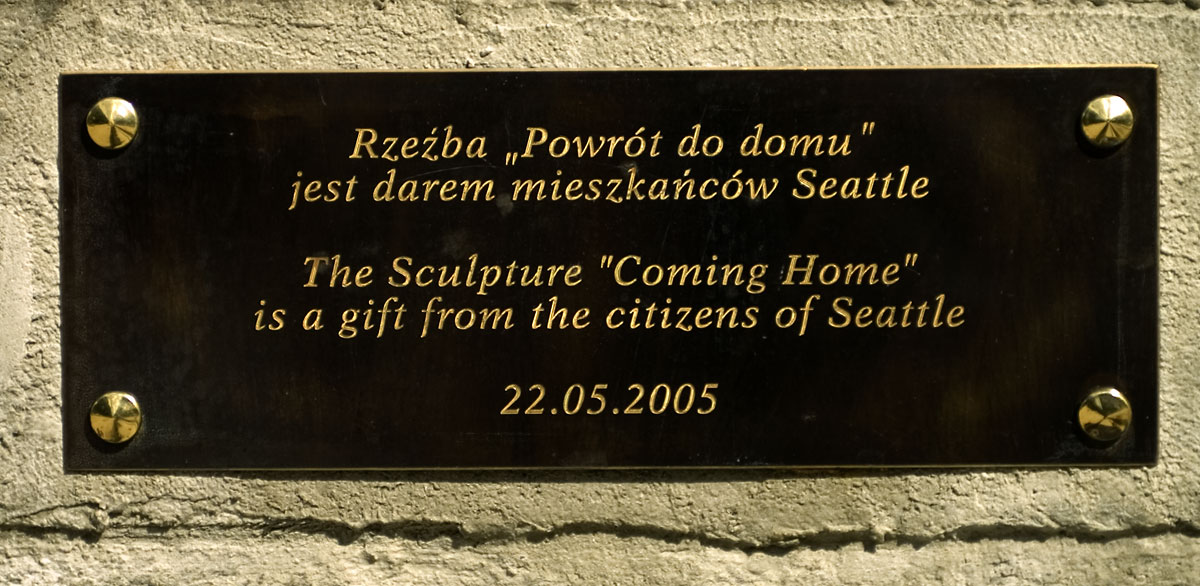 Rzeźba „Powrót do domu"
jest darem mieszkańców Seattle
The Sculpture "Coming Home"
is a gift from the citizens of Seattle
22.05.2005